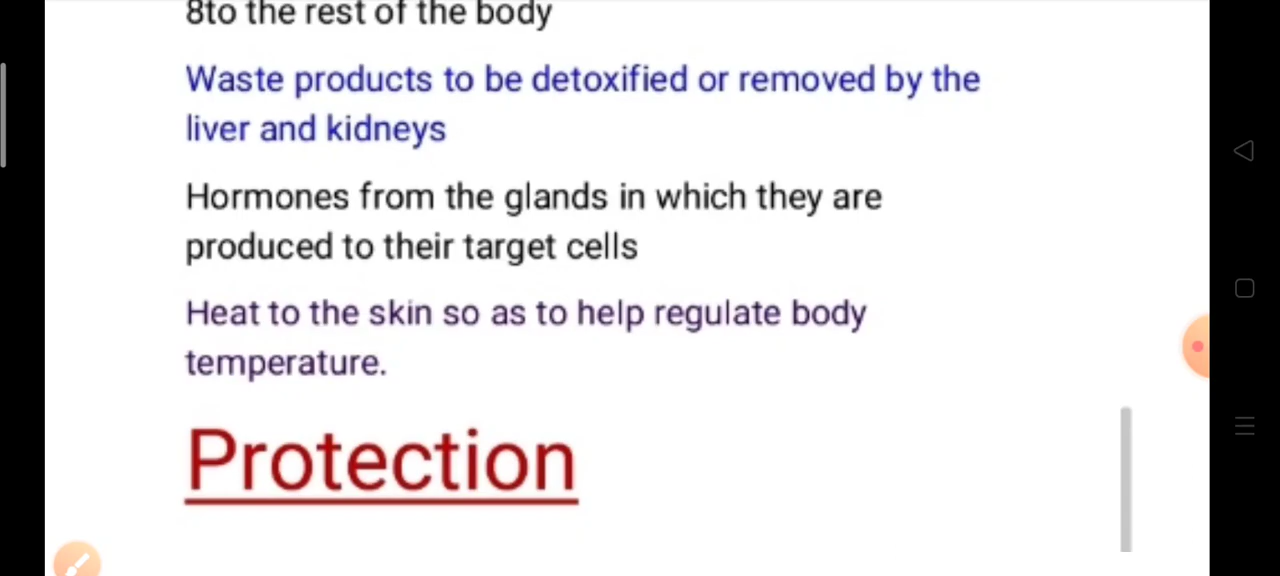 8to the rest of the body
Waste products to be detoxified or removed by the
liver and kidneys
Hormones from the glands in which they are
produced to their target cells
Heat to the skin so as to help regulate body
temperature.
Protection